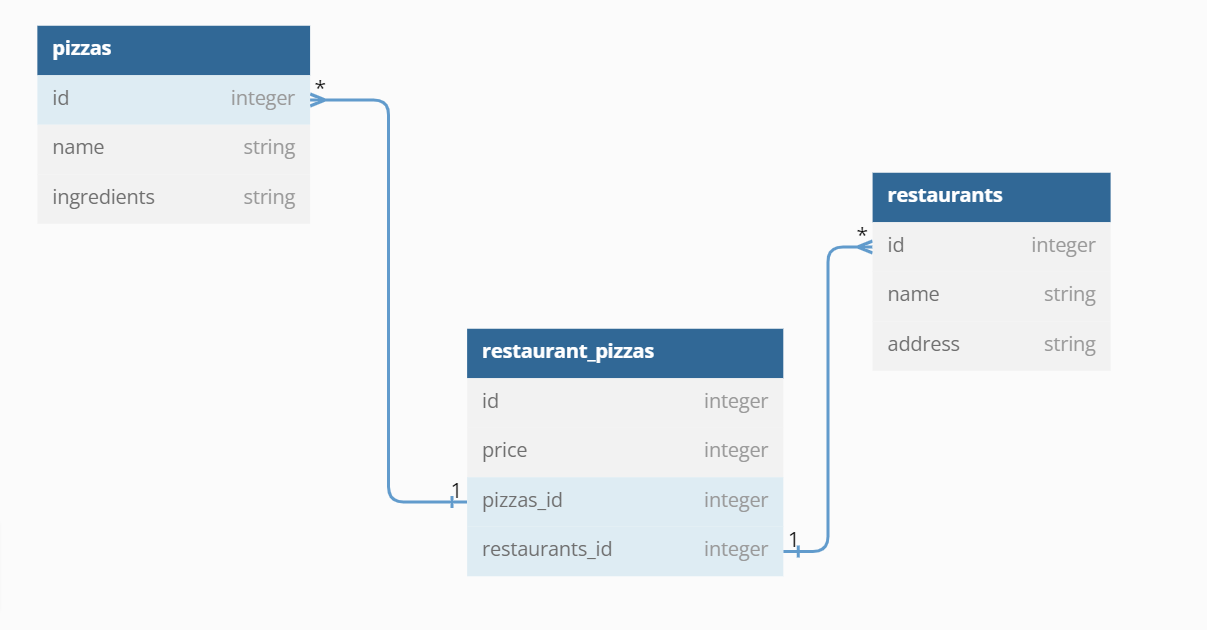 pizzas
id integer
name string
ingredients string
*
restaurants
id integer
name string
address string
*
restaurant_pizzas
id integer
price integer
pizzas_id integer
restaurants_id integer
1
1